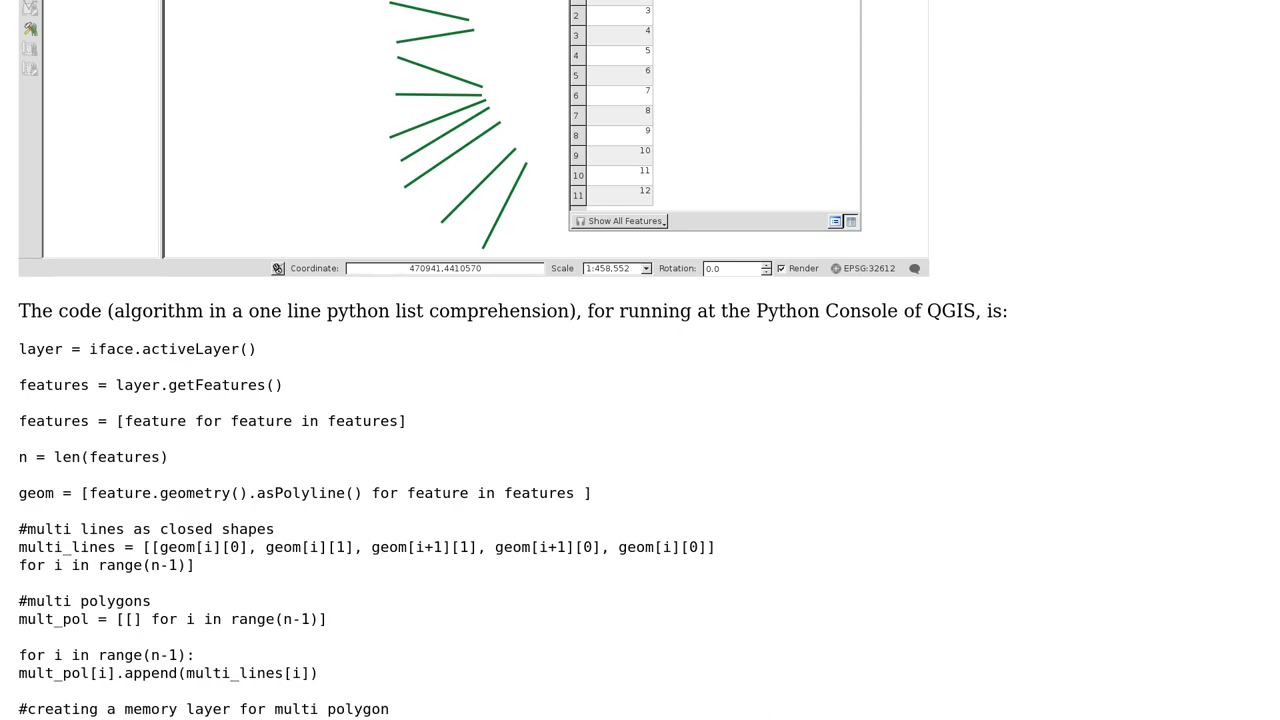 2 3
3 4
4 5
5 6
6 7
7 8
8 9
9 10
10 11
11 12
Show All Features
Coordinate: 470941,4410570 Scale 1:458,552 Rotation: 0.0 Render EPSG:32612
The code (algorithm in a one line python list comprehension), for running at the Python Console of QGIS, is:
layer = iface.activeLayer()
features = layer.getFeatures()
features = [feature for feature in features]
n = len(features)
geom = [feature.geometry().asPolyline() for feature in features ]
#multi lines as closed shapes
multi_lines = [[geom[i][0], geom[i][1], geom[i+1][1], geom[i+1][0], geom[i][0]]
for i in range(n-1)]
#multi polygons
mult_pol = [[] for i in range(n-1)]
for i in range(n-1):
mult_pol[i].append(multi_lines[i])
#creating a memory layer for multi polygon